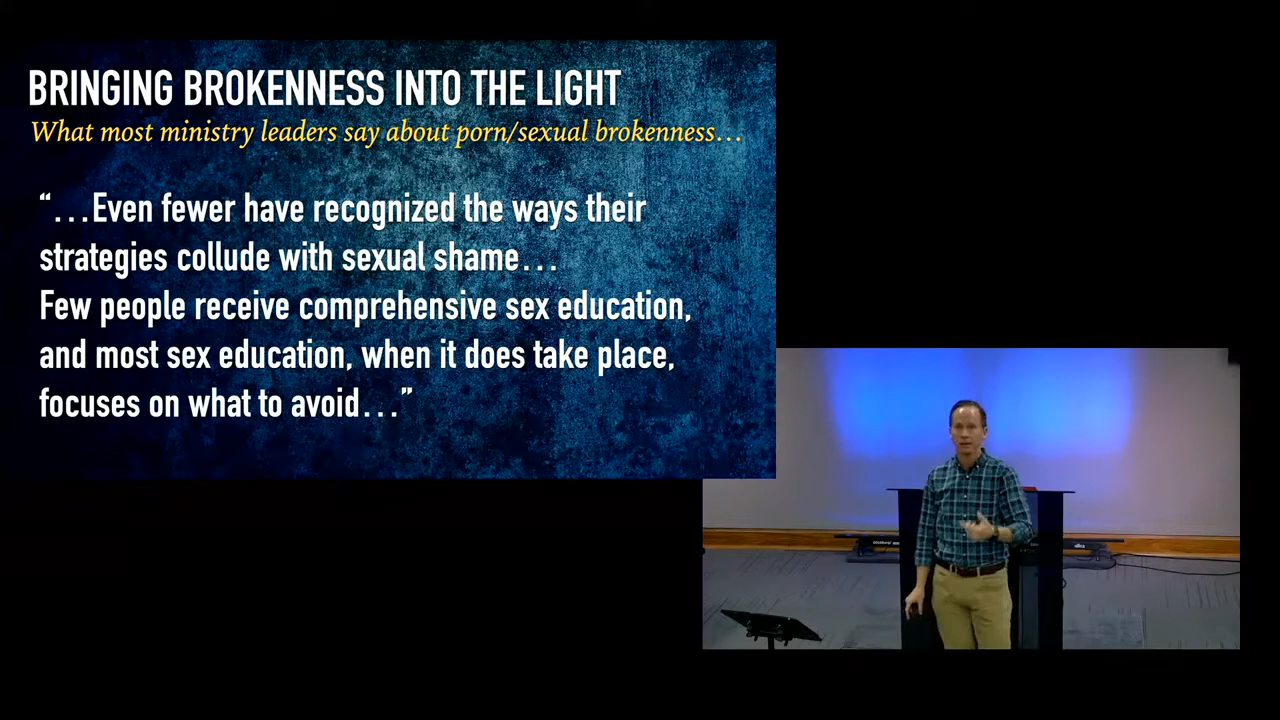 BRINGING BROKENNESS INTO THE LIGHT
What most ministry leaders say about porn/sexual brokenness...
“...Even fewer have recognized the ways their
strategies collude with sexual shame...
Few people receive comprehensive sex education,
and most sex education, when it does take place,
focuses on what to avoid...”